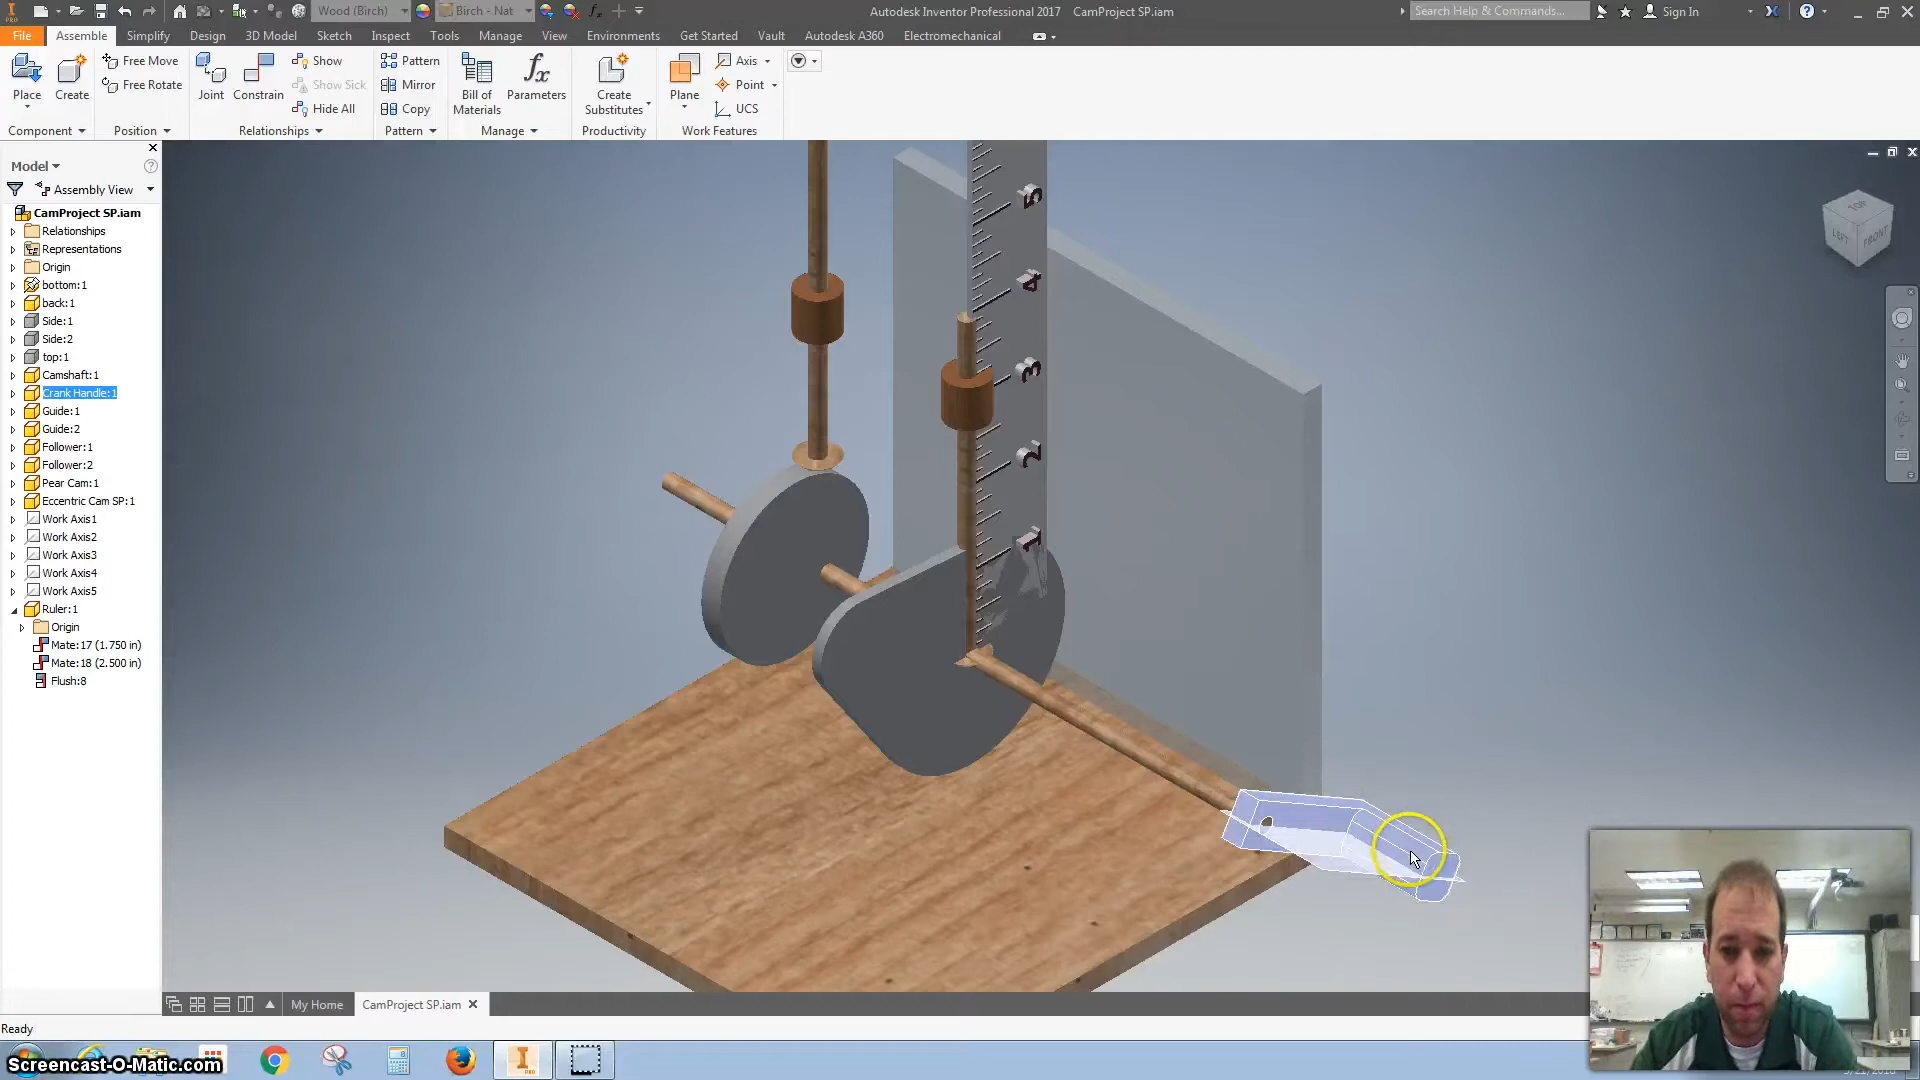 Wood (Birch)
Birch - Nat
Autodesk Inventor Professional 2017 CamProject SP.iam
Search Help & Commands...
Sign In
File Assemble Simplify Design 3D Model Sketch Inspect Tools Manage View Environments Get Started Vault Autodesk A360 Electromechanical
Place
Create
Free Move
Free Rotate
Joint
Constrain
Show
Show Sick
Hide All
Pattern
Mirror
Copy
Bill of
Materials
Parameters
Create
Substitutes
Plane
Axis
Point
UCS
Component Position Relationships Pattern Manage Productivity Work Features
Model
Assembly View
CamProject SP.iam
Relationships
Representations
Origin
bottom:1
back:1
Side:1
Side:2
top:1
Camshaft:1
Crank Handle:1
Guide:1
Guide:2
Follower:1
Follower:2
Pear Cam:1
Eccentric Cam SP:1
Work Axis1
Work Axis2
Work Axis3
Work Axis4
Work Axis5
Ruler:1
Origin
Mate:17 (1.750 in)
Mate:18 (2.500 in)
Flush:8
5
4
3
2
1
TOP
LEFT
FRONT
My Home
CamProject SP.iam
Ready
Screencast-O-Matic.com